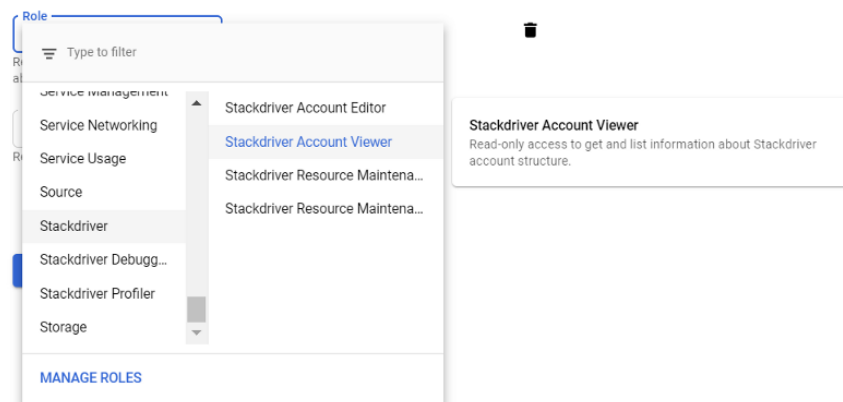 Role
Type to filter
Service Management
Service Networking
Service Usage
Source
Stackdriver
Stackdriver Debugg...
Stackdriver Profiler
Storage
Stackdriver Account Editor
Stackdriver Account Viewer
Stackdriver Resource Maintena...
Stackdriver Resource Maintena...
Stackdriver Account Viewer
Read-only access to get and list information about Stackdriver
account structure.
MANAGE ROLES